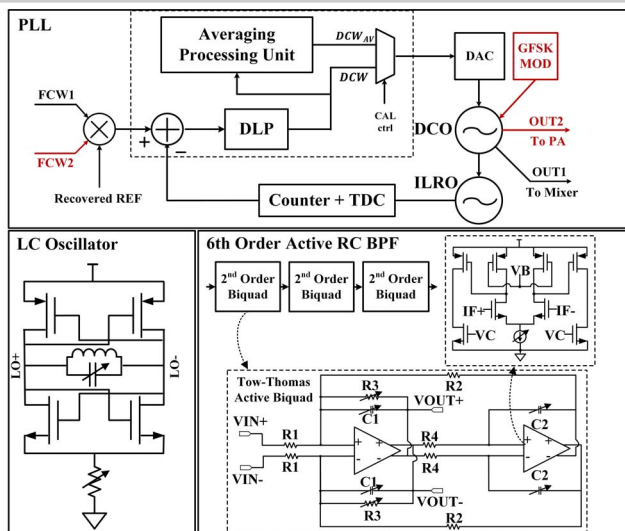 PLL
Averaging
Processing Unit
DCW_AV
DCW
CAL
ctrl
DAC
GFSK
MOD
FCW1
FCW2
Recovered REF
+
−
DLP
DCO
OUT2
To PA
OUT1
To Mixer
ILRO
Counter + TDC
LC Oscillator
LO+
LO-
6th Order Active RC BPF
2nd Order
Biquad
2nd Order
Biquad
2nd Order
Biquad
VB
IF+
IF-
VC
VC
Tow-Thomas
Active Biquad
R2
R3
C1
VOUT+
C2
VIN+
R1
R4
+
-
+
-
VIN-
R1
R4
C1
VOUT-
C2
R3
R2